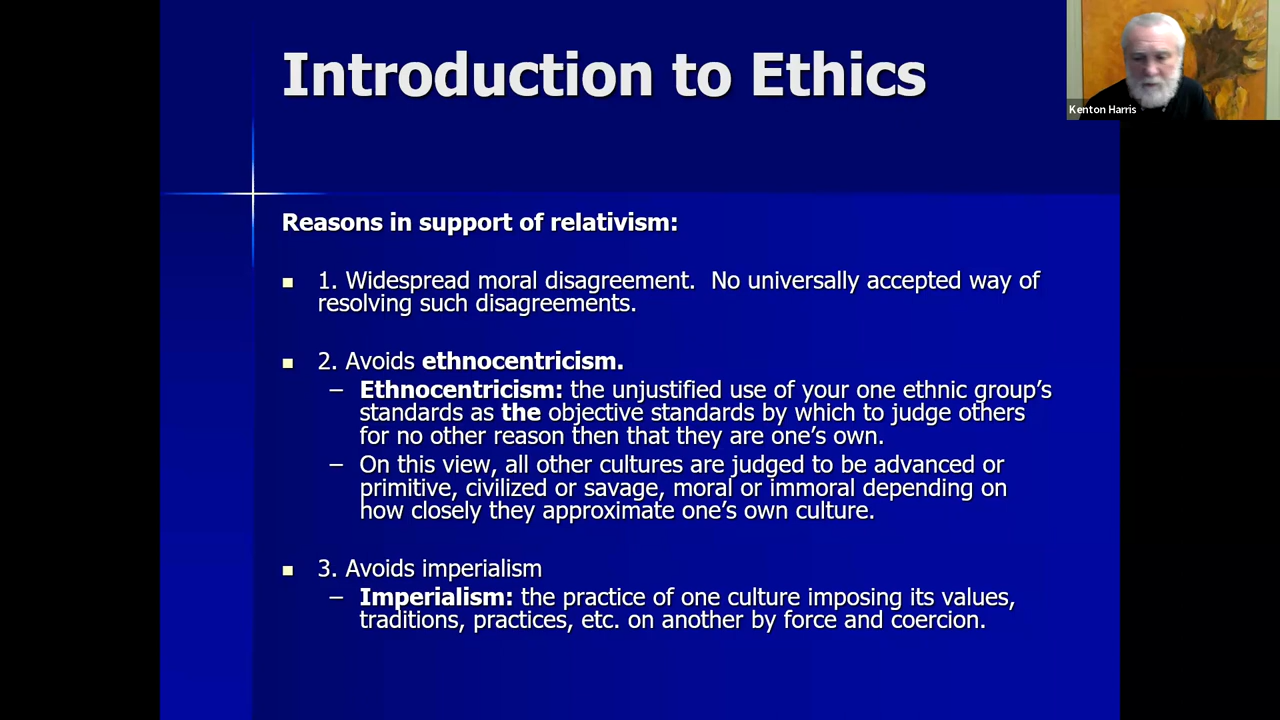 Introduction to Ethics
Kenton Harris
Reasons in support of relativism:
1. Widespread moral disagreement.  No universally accepted way of
resolving such disagreements.
2. Avoids ethnocentricism.
– Ethnocentricism: the unjustified use of your one ethnic group’s
standards as the objective standards by which to judge others
for no other reason then that they are one’s own.
– On this view, all other cultures are judged to be advanced or
primitive, civilized or savage, moral or immoral depending on
how closely they approximate one’s own culture.
3. Avoids imperialism
– Imperialism: the practice of one culture imposing its values,
traditions, practices, etc. on another by force and coercion.